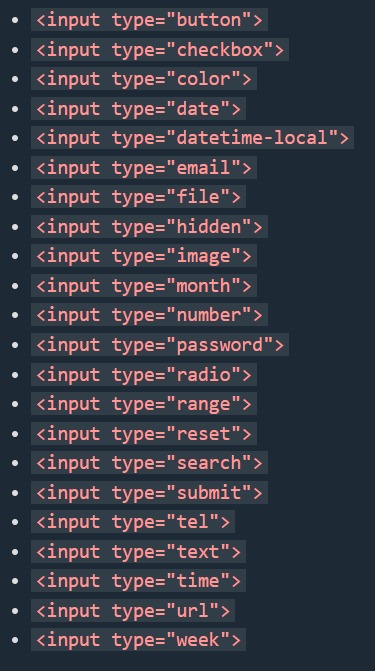 <input type="button">
<input type="checkbox">
<input type="color">
<input type="date">
<input type="datetime-local">
<input type="email">
<input type="file">
<input type="hidden">
<input type="image">
<input type="month">
<input type="number">
<input type="password">
<input type="radio">
<input type="range">
<input type="reset">
<input type="search">
<input type="submit">
<input type="tel">
<input type="text">
<input type="time">
<input type="url">
<input type="week">